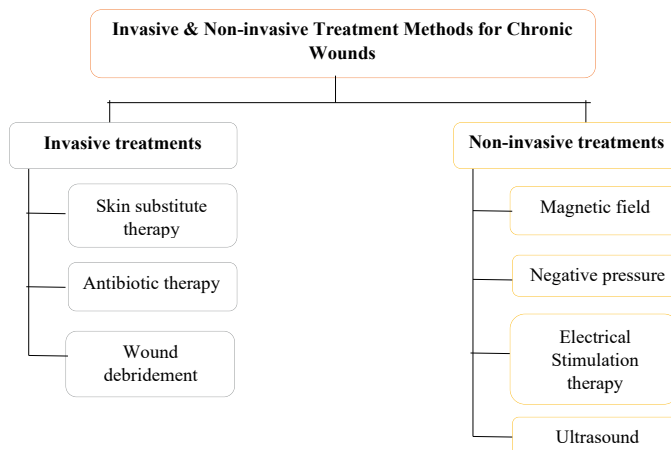 Invasive & Non-invasive Treatment Methods for Chronic
Wounds
Invasive treatments
Skin substitute
therapy
Antibiotic therapy
Wound
debridement
Non-invasive treatments
Magnetic field
Negative pressure
Electrical
Stimulation
therapy
Ultrasound